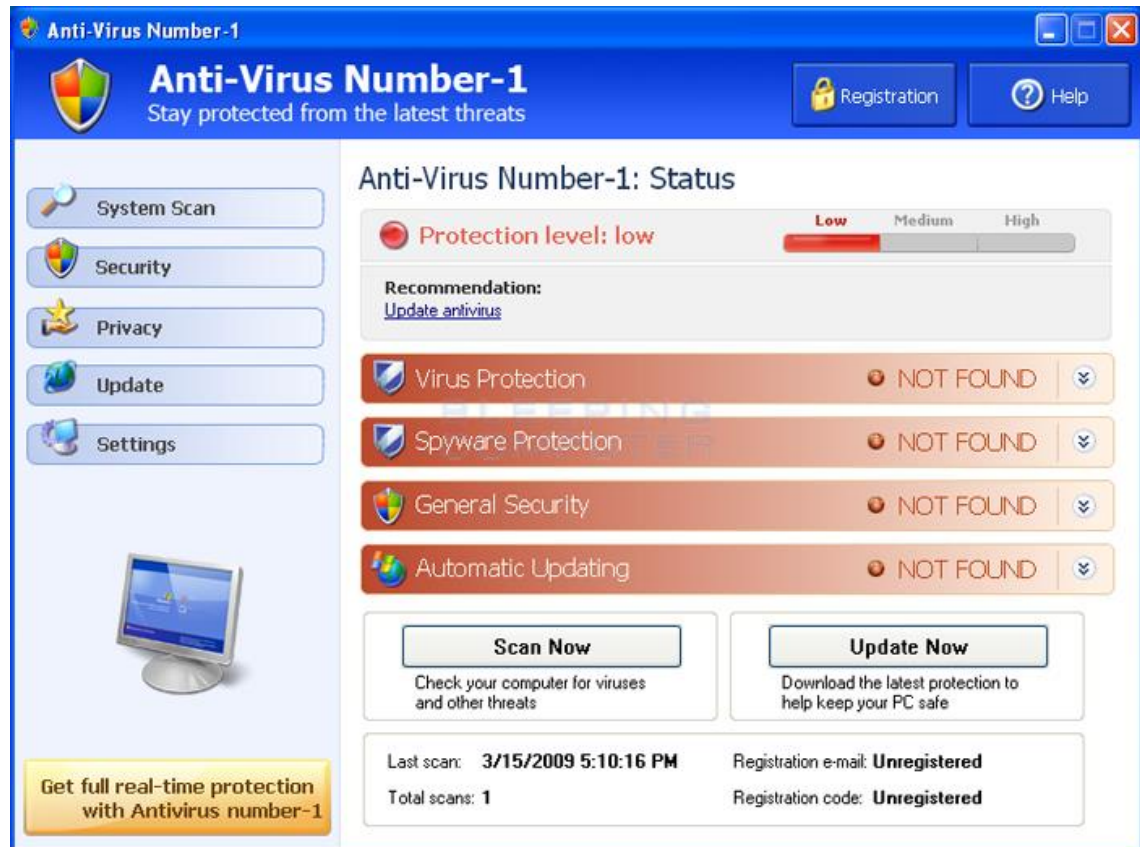 Anti-Virus Number-1
Anti-Virus Number-1
Stay protected from the latest threats
Registration
Help
System Scan
Security
Privacy
Update
Settings
Get full real-time protection
with Antivirus number-1
Anti-Virus Number-1: Status
Protection level: low
Low Medium High
Recommendation:
Update antivirus
Virus Protection NOT FOUND
BLEEPING
COMPUTER
Spyware Protection NOT FOUND
General Security NOT FOUND
Automatic Updating NOT FOUND
Scan Now
Check your computer for viruses
and other threats
Update Now
Download the latest protection to
help keep your PC safe
Last scan: 3/15/2009 5:10:16 PM
Total scans: 1
Registration e-mail: Unregistered
Registration code: Unregistered